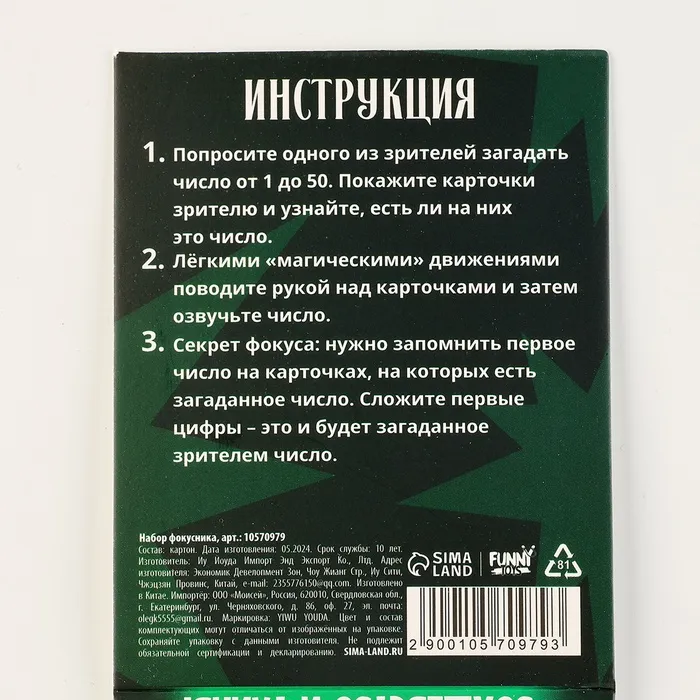 ИНСТРУКЦИЯ
1. Попросите одного из зрителей загадать
число от 1 до 50. Покажите карточки
зрителю и узнайте, есть ли на них
это число.
2. Лёгкими «магическими» движениями
поводите рукой над карточками и затем
озвучьте число.
3. Секрет фокуса: нужно запомнить первое
число на карточках, на которых есть
загаданное число. Сложите первые
цифры – это и будет загаданное
зрителем число.
Набор фокусника, арт.: 10570979
Состав: картон. Дата изготовления: 05.2024. Срок службы: 10 лет.
Изготовитель: Иу Иоуда Импорт Энд Экспорт Ко., Лтд. Адрес
изготовителя: Экономик Девелопмент Зон, Чоу Жианг Стр., Иу Сити,
Чжэцзян Провинс, Китай, e-mail: 2355776150@qq.com. Изготовлено
в Китае. Импортёр: ООО «Моисей», Россия, 620010, Свердловская обл.,
г. Екатеринбург, ул. Черняховского, д. 86, оф. 27, эл. почта:
olegk5555@gmail.ru. Маркировка: YIWU YOUDA. Цвет и состав
комплектующих могут отличаться от изображённых на упаковке.
Сохраняйте упаковку с данными изготовителя. Не подлежит
обязательной сертификации и декларированию. SIMA-LAND.RU
SIMA LAND
FUNNY TOYS
81
2 900105 709793